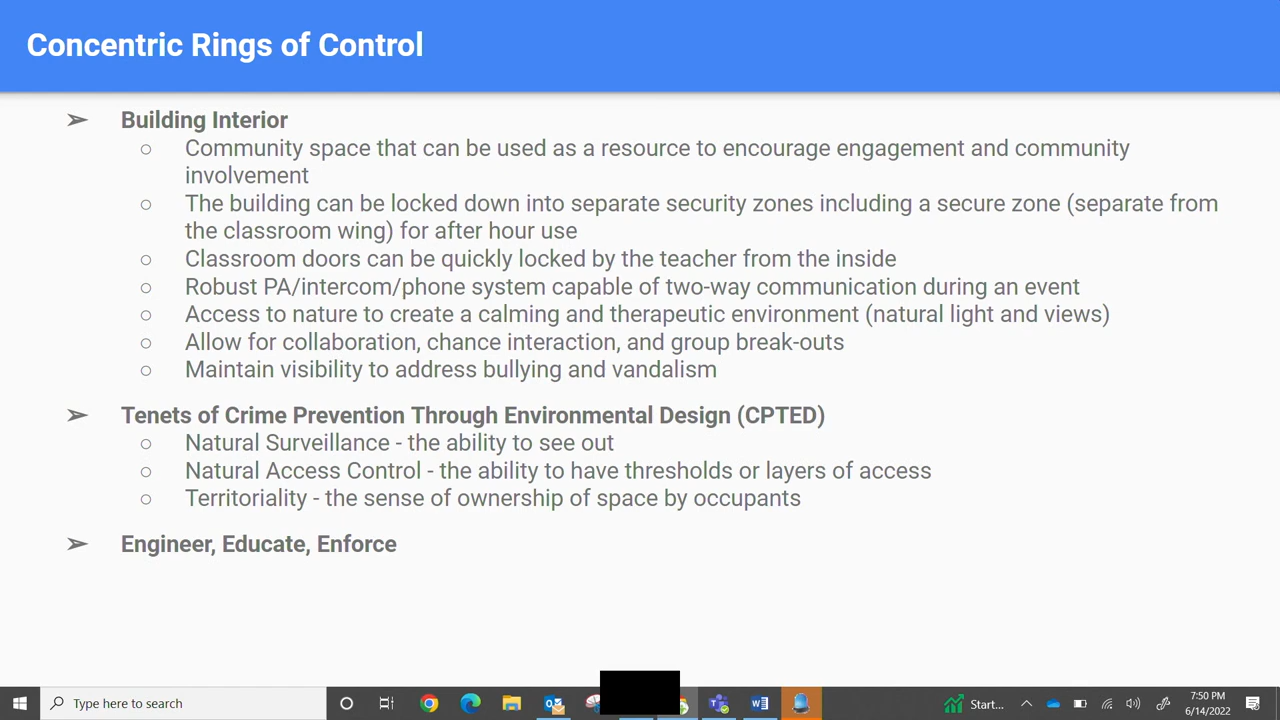 Concentric Rings of Control
➢ Building Interior
○ Community space that can be used as a resource to encourage engagement and community
involvement
○ The building can be locked down into separate security zones including a secure zone (separate from
the classroom wing) for after hour use
○ Classroom doors can be quickly locked by the teacher from the inside
○ Robust PA/intercom/phone system capable of two-way communication during an event
○ Access to nature to create a calming and therapeutic environment (natural light and views)
○ Allow for collaboration, chance interaction, and group break-outs
○ Maintain visibility to address bullying and vandalism
➢ Tenets of Crime Prevention Through Environmental Design (CPTED)
○ Natural Surveillance - the ability to see out
○ Natural Access Control - the ability to have thresholds or layers of access
○ Territoriality - the sense of ownership of space by occupants
➢ Engineer, Educate, Enforce
Type here to search
Start...
7:50 PM
6/14/2022